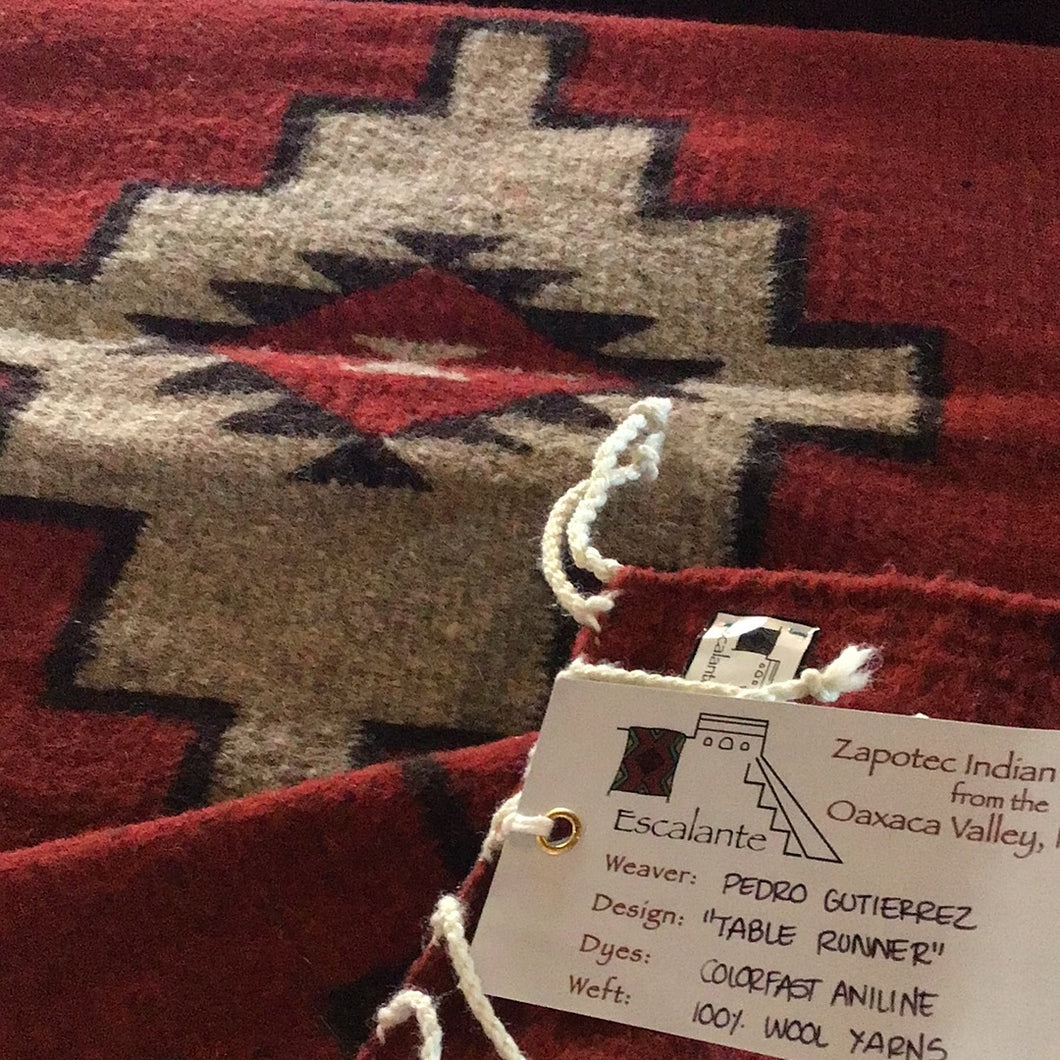 Escalante
Zapotec Indian
from the
Oaxaca Valley,
Weaver: PEDRO GUTIERREZ
Design: "TABLE RUNNER"
Dyes: COLORFAST ANILINE
Weft: 100% WOOL YARNS